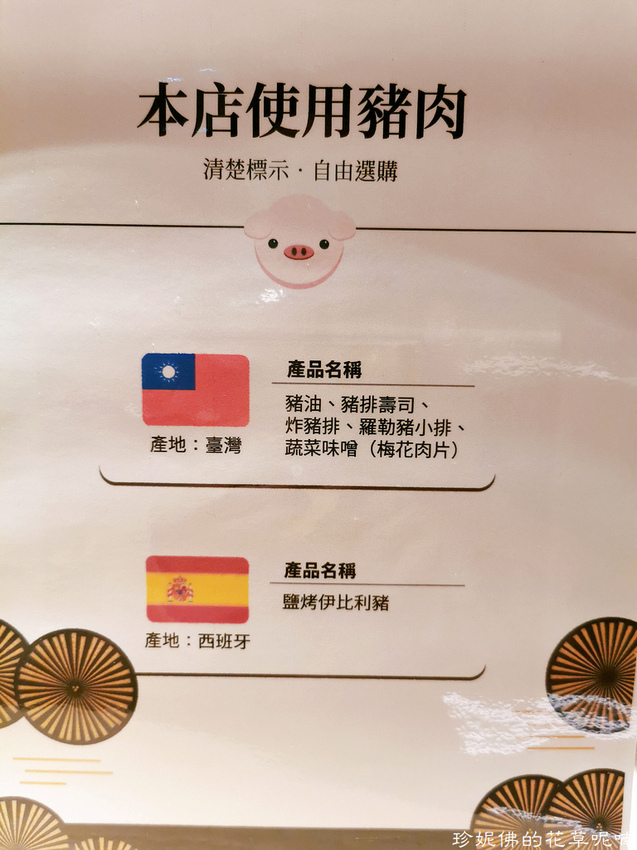 本店使用豬肉
清楚標示·自由選購
產品名稱
豬油、豬排壽司、
炸豬排、羅勒豬小排、
蔬菜味噌（梅花肉片）
產地：臺灣
產品名稱
鹽烤伊比利豬
產地：西班牙
珍妮佛的花草呢喃